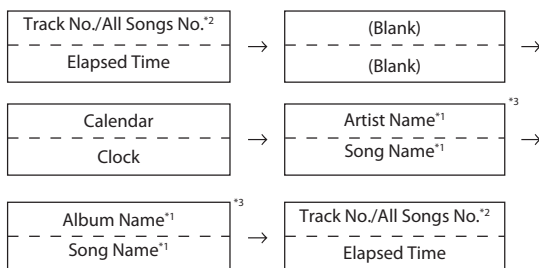 Track No./All Songs No.*2
Elapsed Time
(Blank)
(Blank)
Calendar
Clock
Artist Name*1
Song Name*1
*3
Album Name*1
Song Name*1
*3
Track No./All Songs No.*2
Elapsed Time